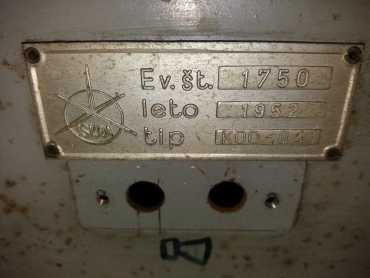 Ev. št. 1750
leto 1952
tip